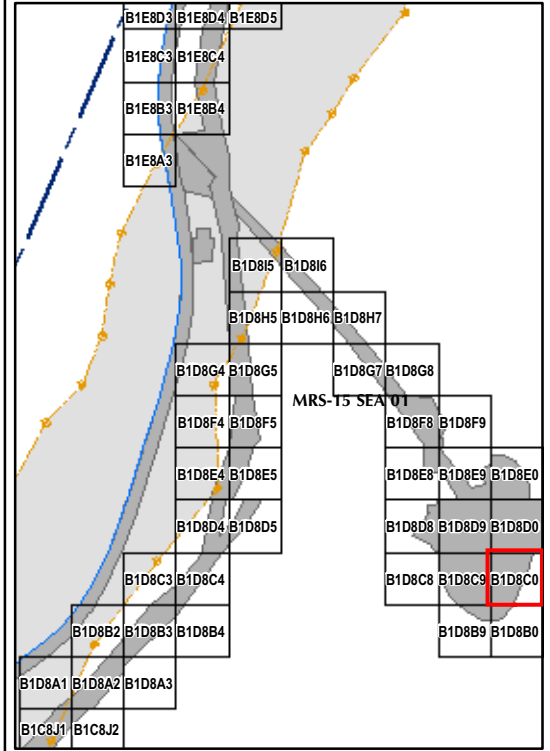 B1E8D3 B1E8D4 B1E8D5
B1E8C3 B1E8C4
B1E8B3 B1E8B4
B1E8A3
B1D8I5 B1D8I6
B1D8H5 B1D8H6 B1D8H7
B1D8G4 B1D8G5 B1D8G7 B1D8G8
MRS-15 SEA 01
B1D8F4 B1D8F5 B1D8F8 B1D8F9
B1D8E4 B1D8E5 B1D8E8 B1D8E9 B1D8E0
B1D8D4 B1D8D5 B1D8D8 B1D8D9 B1D8D0
B1D8C3 B1D8C4 B1D8C8 B1D8C9 B1D8C0
B1D8B2 B1D8B3 B1D8B4 B1D8B9 B1D8B0
B1D8A1 B1D8A2 B1D8A3
B1C8J1 B1C8J2